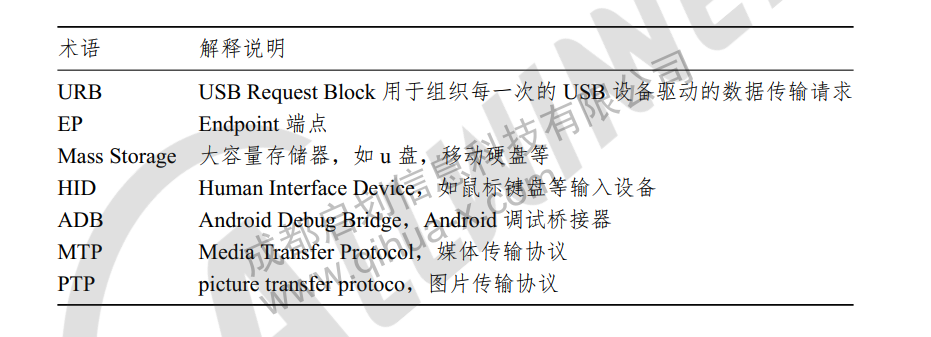 术语 解释说明
URB USB Request Block 用于组织每一次的 USB 设备驱动的数据传输请求
EP Endpoint 端点
Mass Storage 大容量存储器，如 u 盘，移动硬盘等
HID Human Interface Device，如鼠标键盘等输入设备
ADB Android Debug Bridge，Android 调试桥接器
MTP Media Transfer Protocol，媒体传输协议
PTP picture transfer protoco，图片传输协议
成都启划信息科技有限公司